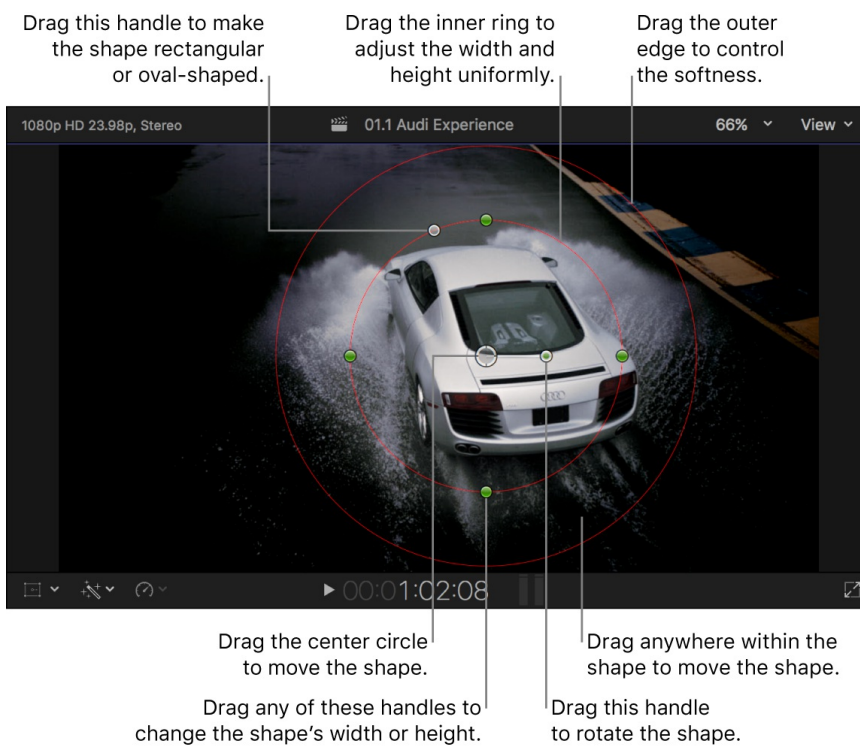 Drag this handle to make
the shape rectangular
or oval-shaped.
Drag the inner ring to
adjust the width and
height uniformly.
Drag the outer
edge to control
the softness.
1080p HD 23.98p, Stereo
01.1 Audi Experience
66%
View
00:01:02:08
Drag the center circle
to move the shape.
Drag anywhere within the
shape to move the shape.
Drag any of these handles to
change the shape’s width or height.
Drag this handle
to rotate the shape.